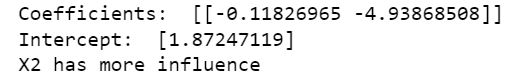 Coefficients:  [[-0.11826965 -4.93868508]]
Intercept:  [1.87247119]
X2 has more influence